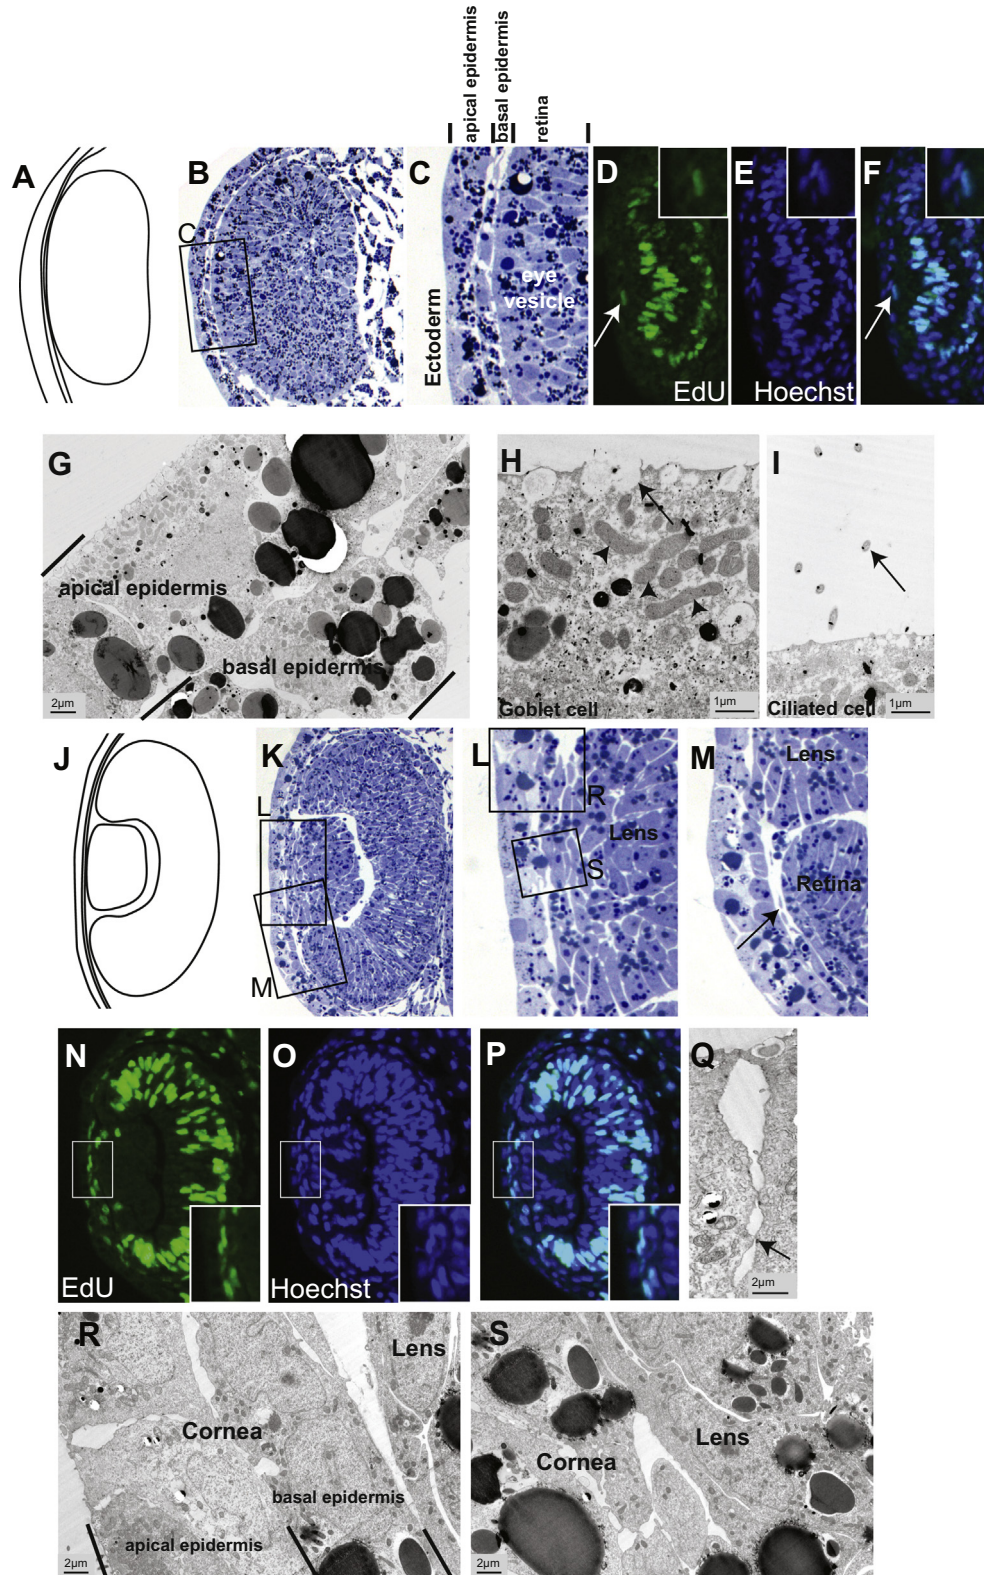 apical epidermis
basal epidermis
retina
A
B
C
C
Ectoderm
eye
vesicle
D
EdU
E
Hoechst
F
G
apical epidermis
basal epidermis
2µm
H
Goblet cell
1µm
I
Ciliated cell
1µm
J
K
L
M
L
R
S
Lens
M
Lens
Retina
N
EdU
O
Hoechst
P
Q
2µm
R
Lens
Cornea
basal epidermis
apical epidermis
2µm
S
Cornea
Lens
2µm